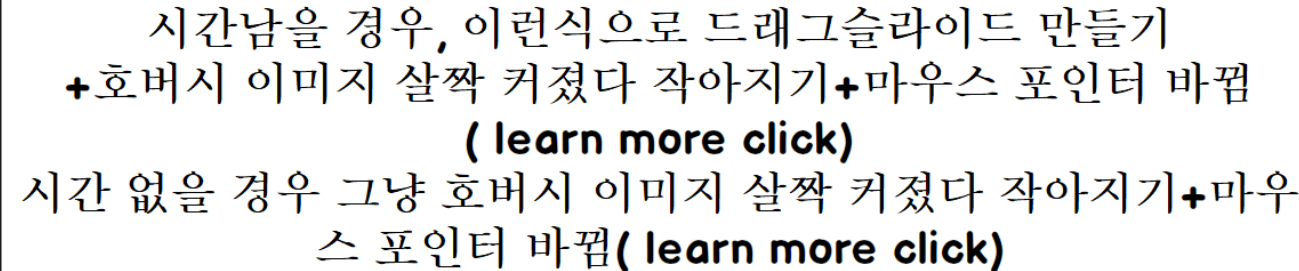 시간남을 경우, 이런식으로 드래그슬라이드 만들기
+호버시 이미지 살짝 커졌다 작아지기+마우스 포인터 바뀜
( learn more click)
시간 없을 경우 그냥 호버시 이미지 살짝 커졌다 작아지기+마우
스 포인터 바뀜( learn more click)